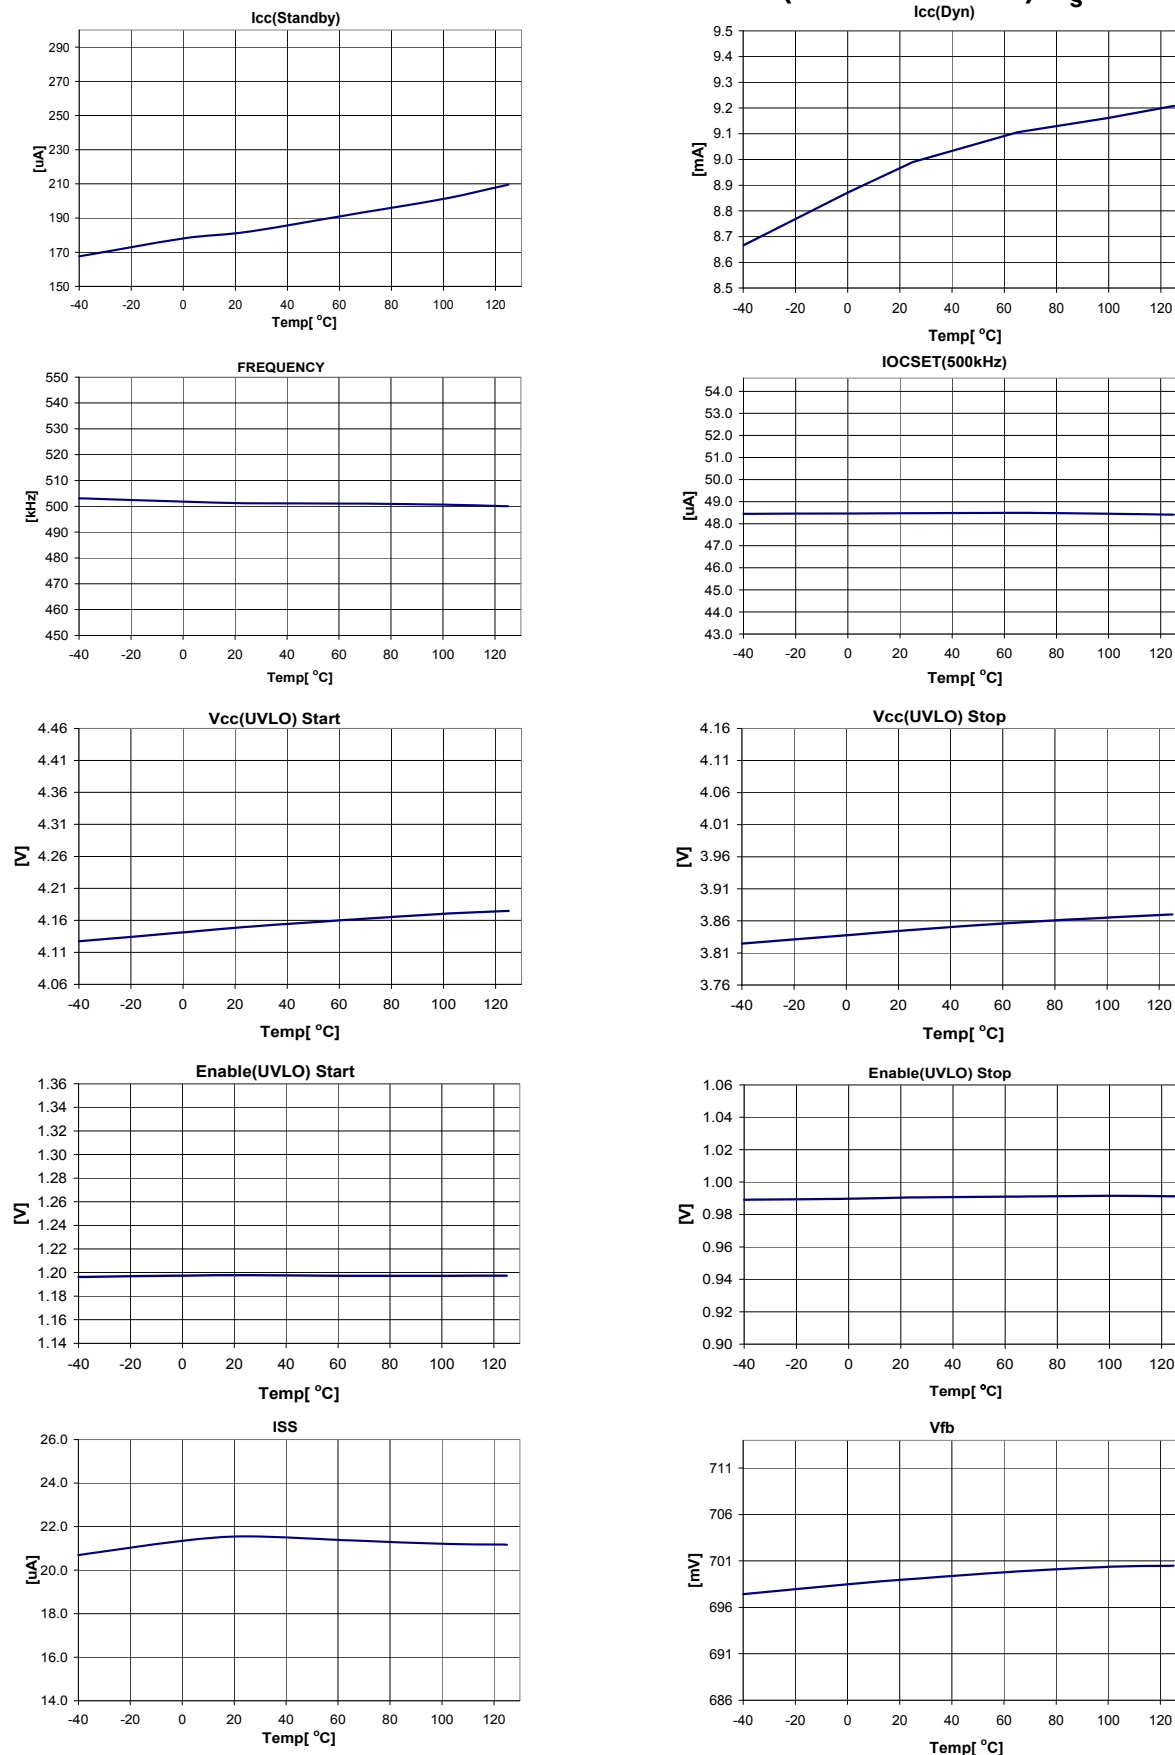 Icc(Standby)
290
270
250
230
210
190
170
150
[uA]
-40 -20 0 20 40 60 80 100 120
Temp[ °C]
Icc(Dyn)
9.5
9.4
9.3
9.2
9.1
9.0
8.9
8.8
8.7
8.6
8.5
[mA]
-40 -20 0 20 40 60 80 100 120
Temp[ °C]
FREQUENCY
550
540
530
520
510
500
490
480
470
460
450
[kHz]
-40 -20 0 20 40 60 80 100 120
Temp[ °C]
IOCSET(500kHz)
54.0
53.0
52.0
51.0
50.0
49.0
48.0
47.0
46.0
45.0
44.0
43.0
[uA]
-40 -20 0 20 40 60 80 100 120
Temp[ °C]
Vcc(UVLO) Start
4.46
4.41
4.36
4.31
4.26
4.21
4.16
4.11
4.06
[V]
-40 -20 0 20 40 60 80 100 120
Temp[ °C]
Vcc(UVLO) Stop
4.16
4.11
4.06
4.01
3.96
3.91
3.86
3.81
3.76
[V]
-40 -20 0 20 40 60 80 100 120
Temp[ °C]
Enable(UVLO) Start
1.36
1.34
1.32
1.30
1.28
1.26
1.24
1.22
1.20
1.18
1.16
1.14
[V]
-40 -20 0 20 40 60 80 100 120
Temp[ °C]
Enable(UVLO) Stop
1.06
1.04
1.02
1.00
0.98
0.96
0.94
0.92
0.90
[V]
-40 -20 0 20 40 60 80 100 120
Temp[ °C]
ISS
26.0
24.0
22.0
20.0
18.0
16.0
14.0
[uA]
-40 -20 0 20 40 60 80 100 120
Temp[ °C]
Vfb
711
706
701
696
691
686
[mV]
-40 -20 0 20 40 60 80 100 120
Temp[ °C]